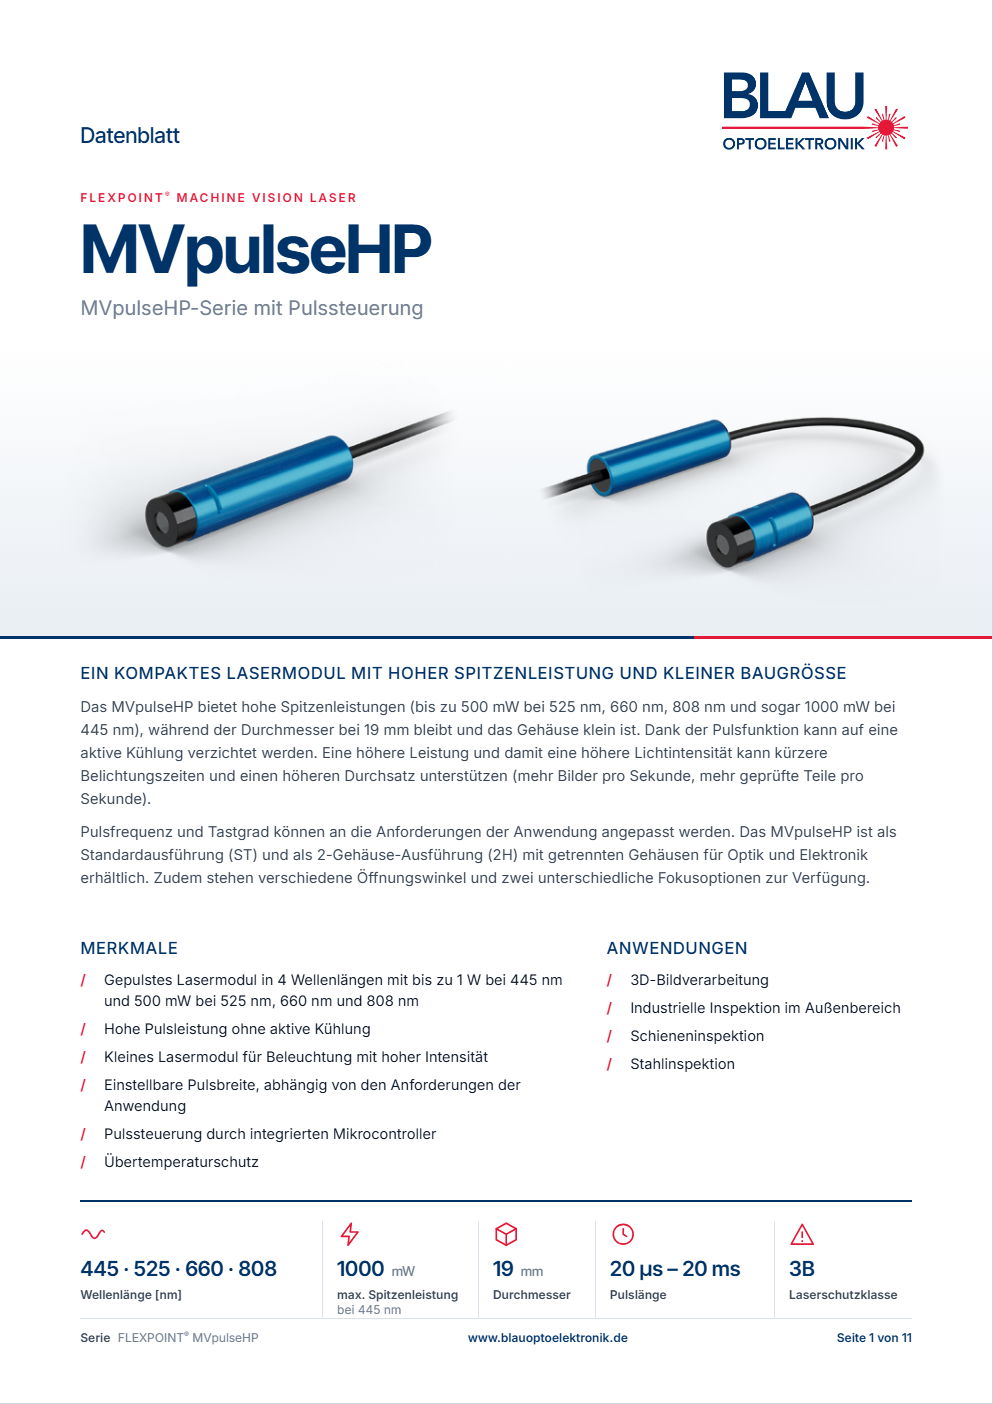 BLAU
OPTOELEKTRONIK
Datenblatt
FLEXPOINT® MACHINE VISION LASER
MVpulseHP
MVpulseHP-Serie mit Pulssteuerung
EIN KOMPAKTES LASERMODUL MIT HOHER SPITZENLEISTUNG UND KLEINER BAUGRÖSSE
Das MVpulseHP bietet hohe Spitzenleistungen (bis zu 500 mW bei 525 nm, 660 nm, 808 nm und sogar 1000 mW bei
445 nm), während der Durchmesser bei 19 mm bleibt und das Gehäuse klein ist. Dank der Pulsfunktion kann auf eine
aktive Kühlung verzichtet werden. Eine höhere Leistung und damit eine höhere Lichtintensität kann kürzere
Belichtungszeiten und einen höheren Durchsatz unterstützen (mehr Bilder pro Sekunde, mehr geprüfte Teile pro
Sekunde).
Pulsfrequenz und Tastgrad können an die Anforderungen der Anwendung angepasst werden. Das MVpulseHP ist als
Standardausführung (ST) und als 2-Gehäuse-Ausführung (2H) mit getrennten Gehäusen für Optik und Elektronik
erhältlich. Zudem stehen verschiedene Öffnungswinkel und zwei unterschiedliche Fokusoptionen zur Verfügung.
MERKMALE
/ Gepulstes Lasermodul in 4 Wellenlängen mit bis zu 1 W bei 445 nm
und 500 mW bei 525 nm, 660 nm und 808 nm
/ Hohe Pulsleistung ohne aktive Kühlung
/ Kleines Lasermodul für Beleuchtung mit hoher Intensität
/ Einstellbare Pulsbreite, abhängig von den Anforderungen der
Anwendung
/ Pulssteuerung durch integrierten Mikrocontroller
/ Übertemperaturschutz
ANWENDUNGEN
/ 3D-Bildverarbeitung
/ Industrielle Inspektion im Außenbereich
/ Schieneninspektion
/ Stahlinspektion
445 · 525 · 660 · 808
Wellenlänge [nm]
1000 mW
max. Spitzenleistung
bei 445 nm
19 mm
Durchmesser
20 µs – 20 ms
Pulslänge
3B
Laserschutzklasse
Serie FLEXPOINT® MVpulseHP
www.blauoptoelektronik.de
Seite 1 von 11